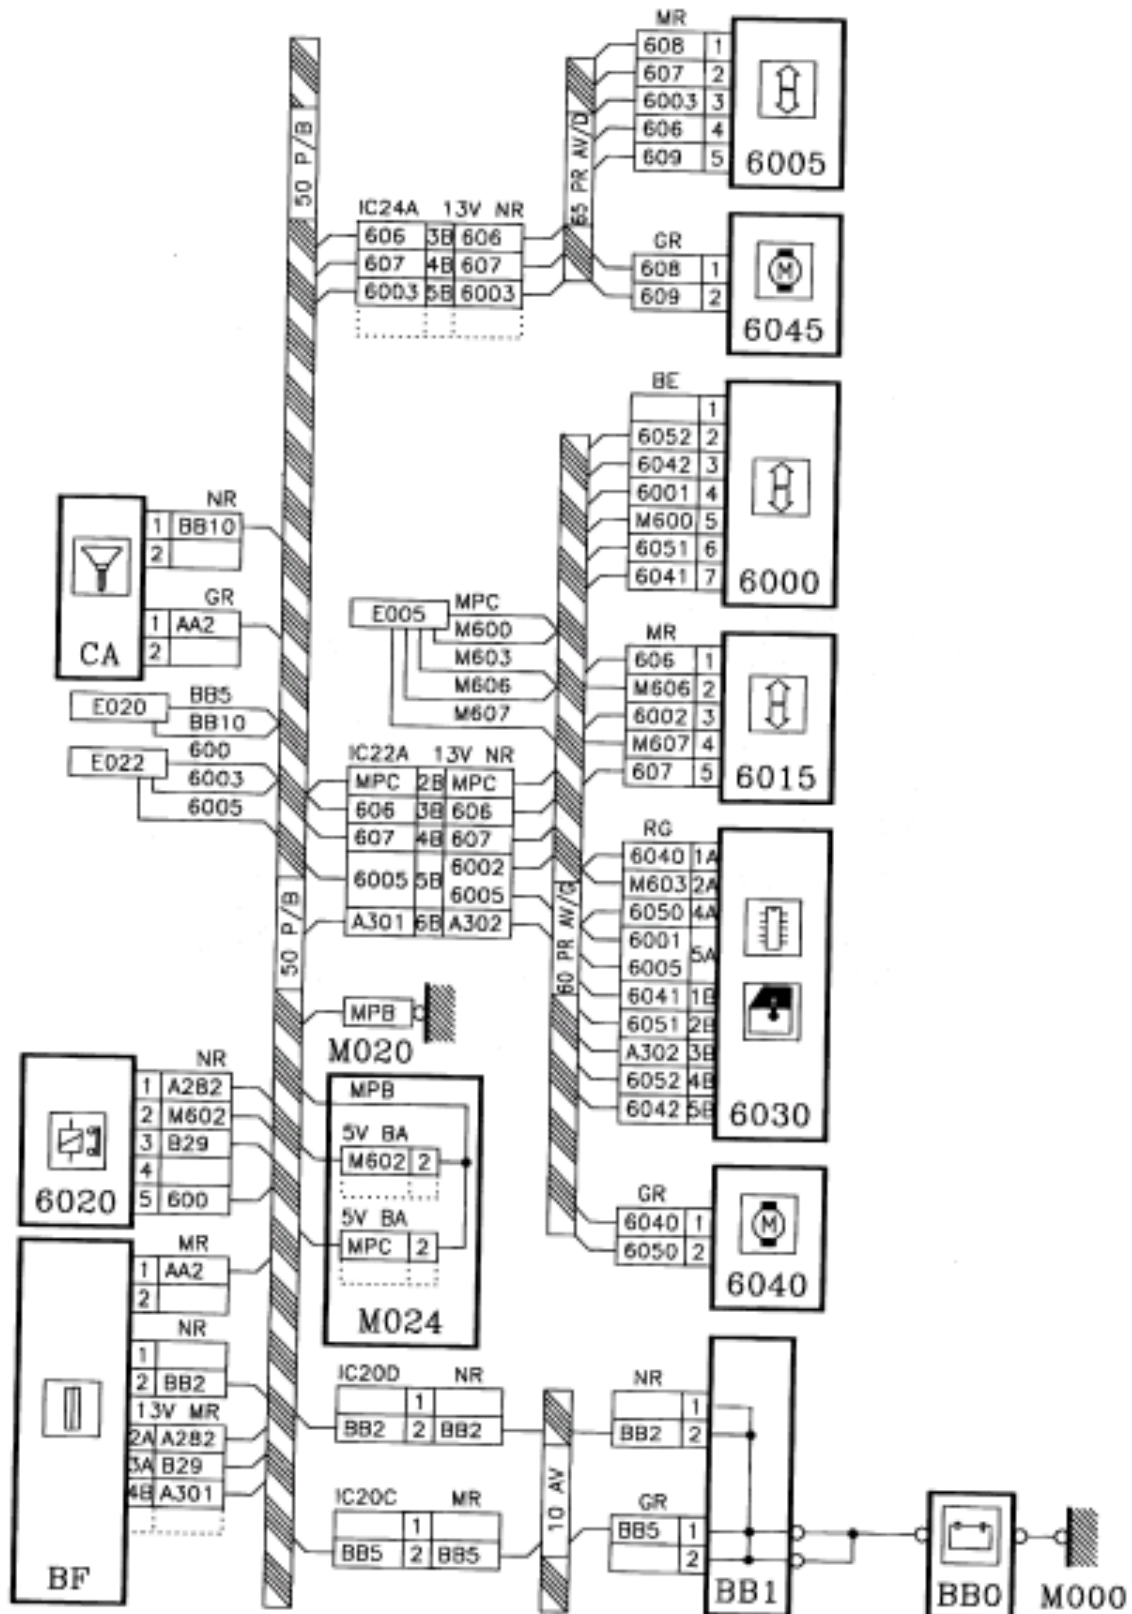 MR
608 1
607 2
6003 3
606 4
609 5
6005
50 P/B
65 PR AV/D
IC24A 13V NR
606 3B 606
607 4B 607
6003 5B 6003
GR
608 1
609 2
M
6045
BE
1
6052 2
6042 3
6001 4
M600 5
6051 6
6041 7
6000
NR
1 BB10
2
GR
1 AA2
2
CA
E005
MPC
M600
M603
M606
M607
MR
606 1
M606 2
6002 3
M607 4
607 5
6015
E020
BB5
BB10
E022
600
6003
6005
IC22A 13V NR
MPC 2B MPC
606 3B 606
607 4B 607
6005 5B 6002
6005
A301 6B A302
50 P/B
60 PR AV/G
RG
6040 1A
M603 2A
6050 4A
6001 5A
6005
6041 1B
6051 2B
A302 3B
6052 4B
6042 5B
6030
MPB
M020
NR
1 A282
2 M602
3 B29
4
5 600
6020
MPB
5V BA
M602 2
5V BA
MPC 2
M024
GR
6040 1
6050 2
M
6040
MR
1 AA2
2
NR
1
2 BB2
13V MR
2A A282
3A B29
4B A301
BF
IC20D NR
1
BB2 2 BB2
IC20C MR
1
BB5 2 BB5
10 AV
NR
1
BB2 2
GR
BB5 1
2
BB1
BB0
M000